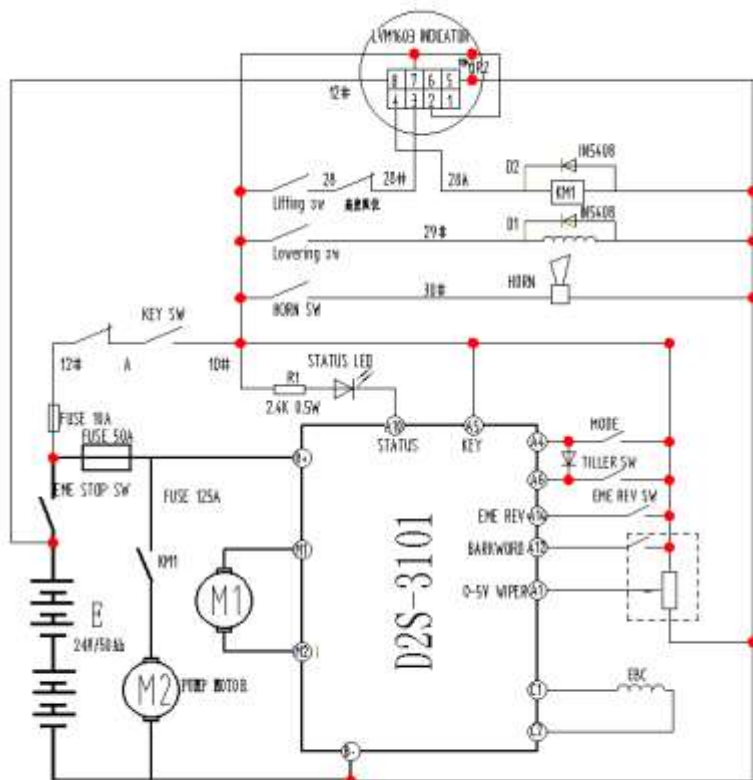 LYM1603 INDICATOR
8 7 6 5
4 3 2 1
12#
28
28#
28A
D2
IN5408
KM1
Lifting sw
D1
IN5408
29#
Lowering sw
HORN
30#
HORN SW
KEY SW
12#
A
10#
STATUS LED
R1
2.4K 0.5W
FUSE 10A
FUSE 50A
A5
STATUS
KEY
A4
MODE
TILLER SW
A6
EME STOP SW
FUSE 125A
B+
EME REV SW
EME REV
A14
BARKWORD
A12
KM1
M1
M1
D2S-3101
0-5V WIPER
A1
E
24V/50Ah
M2
M2
PUMP MOTOR
EBC
B-